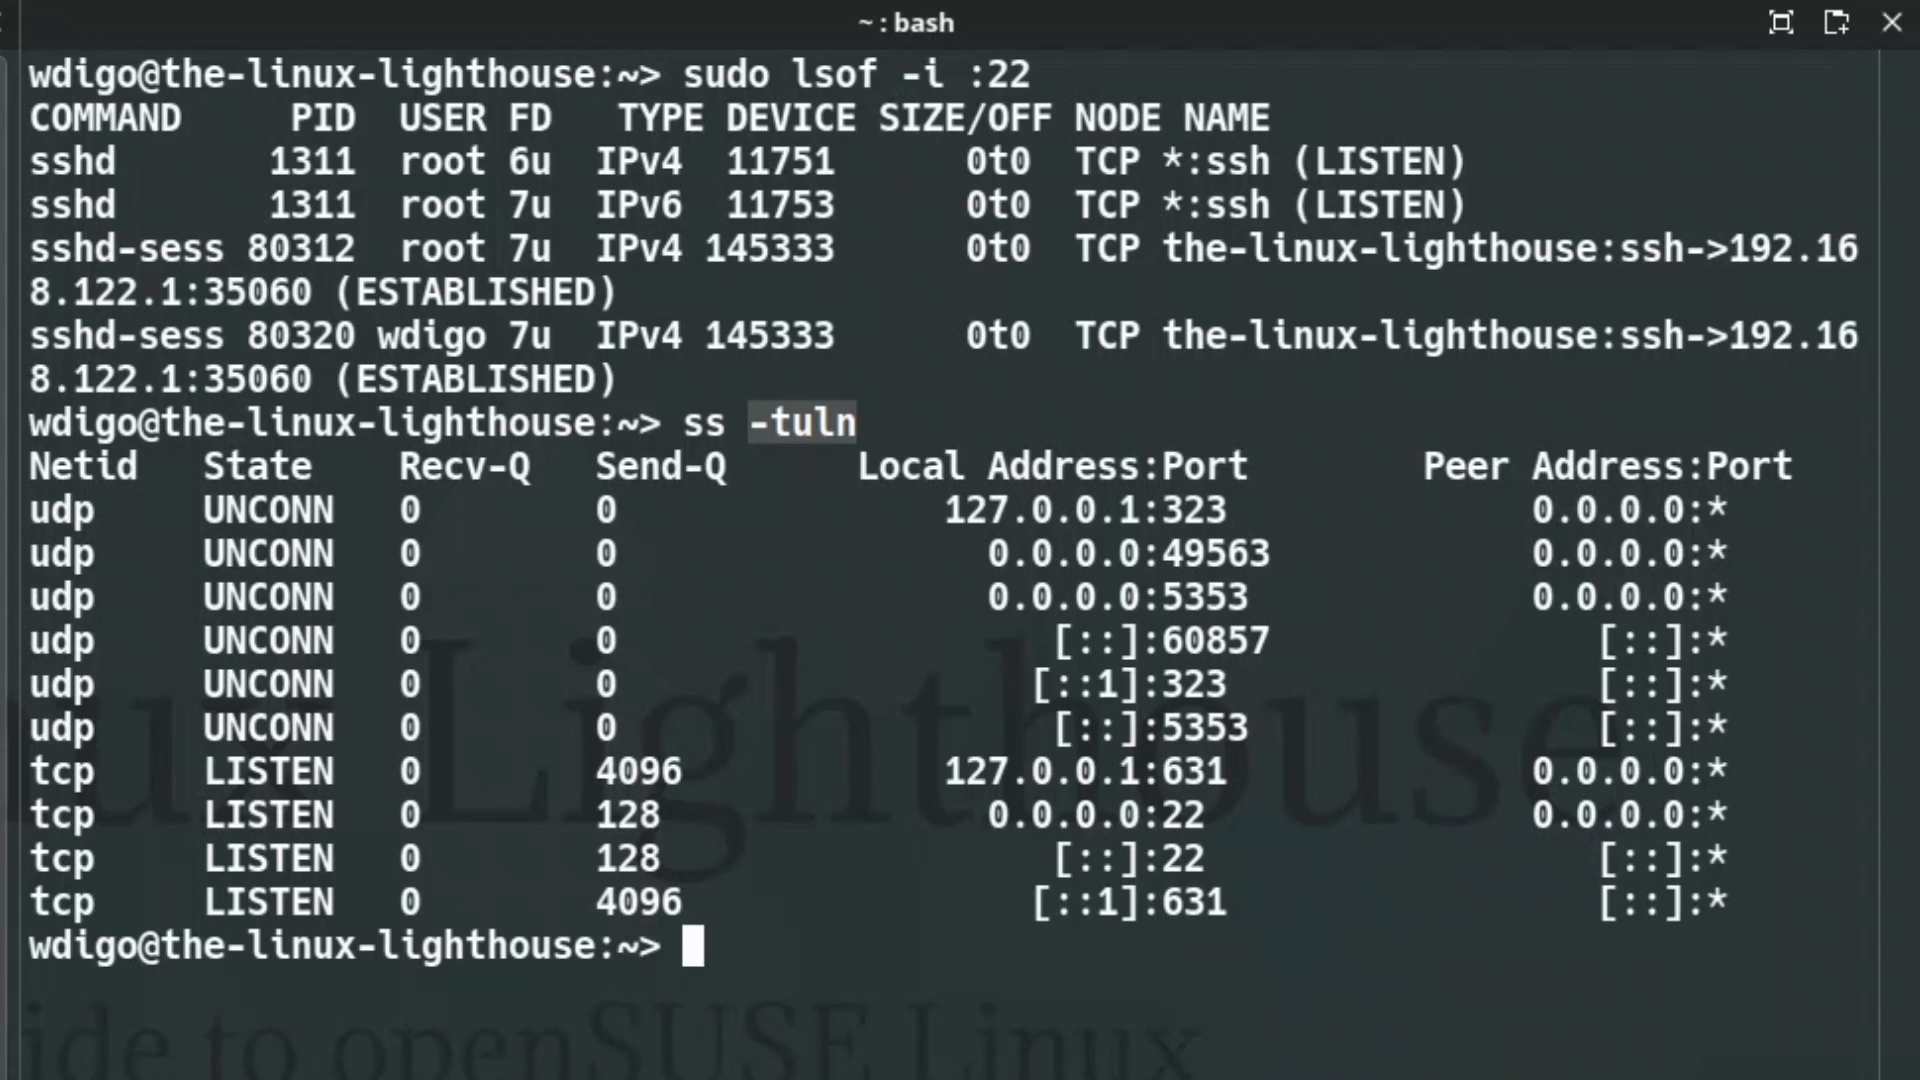 ~ : bash
wdigo@the-linux-lighthouse:~> sudo lsof -i :22
COMMAND     PID  USER FD   TYPE DEVICE SIZE/OFF NODE NAME
sshd       1311  root 6u  IPv4  11751      0t0  TCP *:ssh (LISTEN)
sshd       1311  root 7u  IPv6  11753      0t0  TCP *:ssh (LISTEN)
sshd-sess 80312  root 7u  IPv4 145333      0t0  TCP the-linux-lighthouse:ssh->192.16
8.122.1:35060 (ESTABLISHED)
sshd-sess 80320 wdigo 7u  IPv4 145333      0t0  TCP the-linux-lighthouse:ssh->192.16
8.122.1:35060 (ESTABLISHED)
wdigo@the-linux-lighthouse:~> ss -tuln
Netid   State    Recv-Q   Send-Q      Local Address:Port        Peer Address:Port
udp     UNCONN   0        0               127.0.0.1:323              0.0.0.0:*
udp     UNCONN   0        0                 0.0.0.0:49563            0.0.0.0:*
udp     UNCONN   0        0                 0.0.0.0:5353             0.0.0.0:*
udp     UNCONN   0        0                    [::]:60857               [::]:*
udp     UNCONN   0        0                   [::1]:323                 [::]:*
udp     UNCONN   0        0                    [::]:5353                [::]:*
tcp     LISTEN   0        4096            127.0.0.1:631              0.0.0.0:*
tcp     LISTEN   0        128               0.0.0.0:22               0.0.0.0:*
tcp     LISTEN   0        128                  [::]:22                  [::]:*
tcp     LISTEN   0        4096                [::1]:631                 [::]:*
wdigo@the-linux-lighthouse:~>
nux Lighthouse
ide to openSUSE Linux